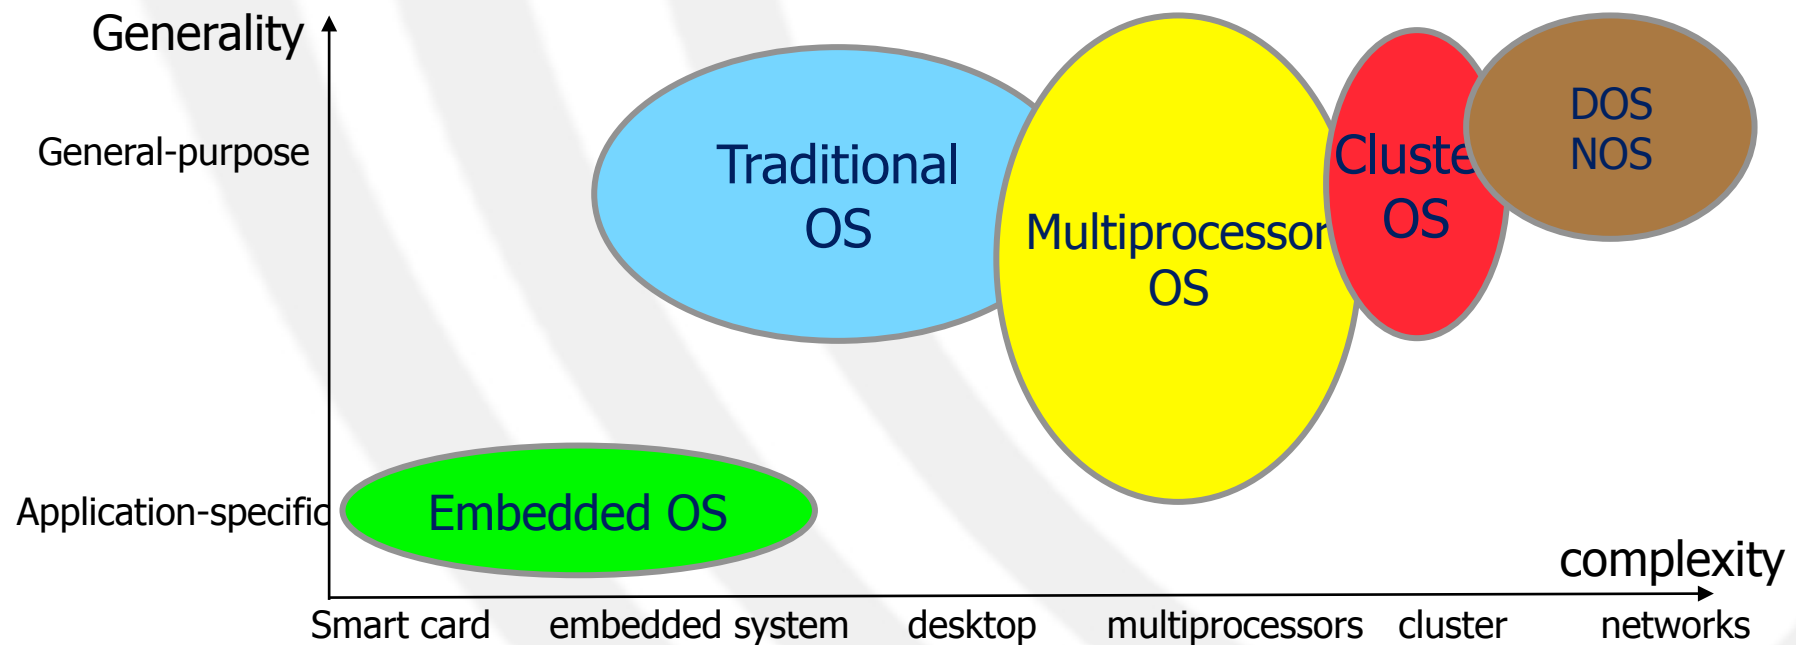 Generality
General-purpose
Application-specific
Traditional
OS
Multiprocessor
OS
Cluste
OS
DOS
NOS
Embedded OS
complexity
Smart card embedded system desktop multiprocessors cluster networks